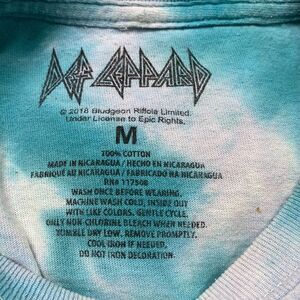 DEF LEPPARD
© 2018 Bludgeon Riffola Limited.
Under License to Epic Rights.
M
100% COTTON
MADE IN NICARAGUA / HECHO EN NICARAGUA
FABRIQUÉ AU NICARAGUA / FABRICADO NA NICARAGUA
RN# 117508
WASH ONCE BEFORE WEARING.
MACHINE WASH COLD, INSIDE OUT
WITH LIKE COLORS. GENTLE CYCLE.
ONLY NON-CHLORINE BLEACH WHEN NEEDED.
TUMBLE DRY LOW. REMOVE PROMPTLY.
COOL IRON IF NEEDED.
DO NOT IRON DECORATION.